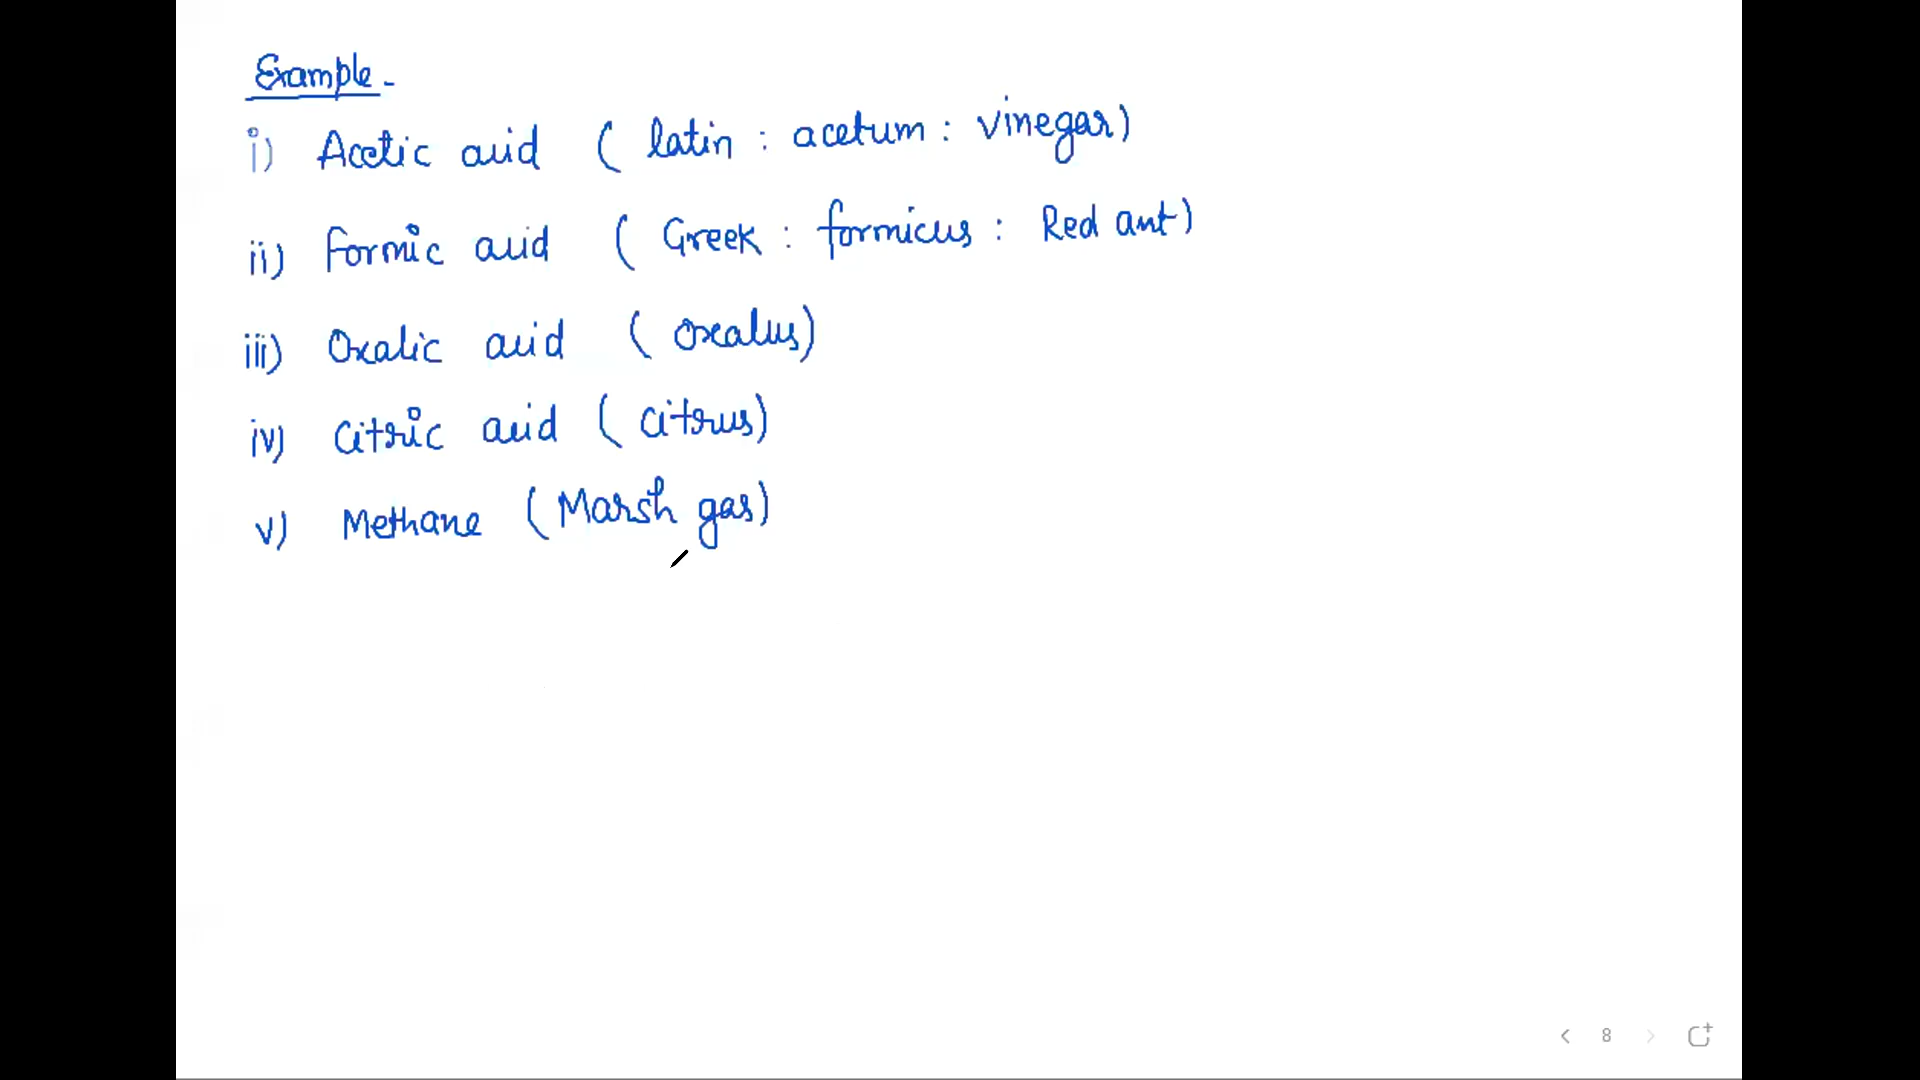 Example -
i) Acetic acid ( latin : acetum : vinegar)
ii) Formic acid ( Greek : formicus : Red ant)
iii) Oxalic acid ( oxalus)
iv) Citric acid ( citrus)
v) Methane ( Marsh gas)
8